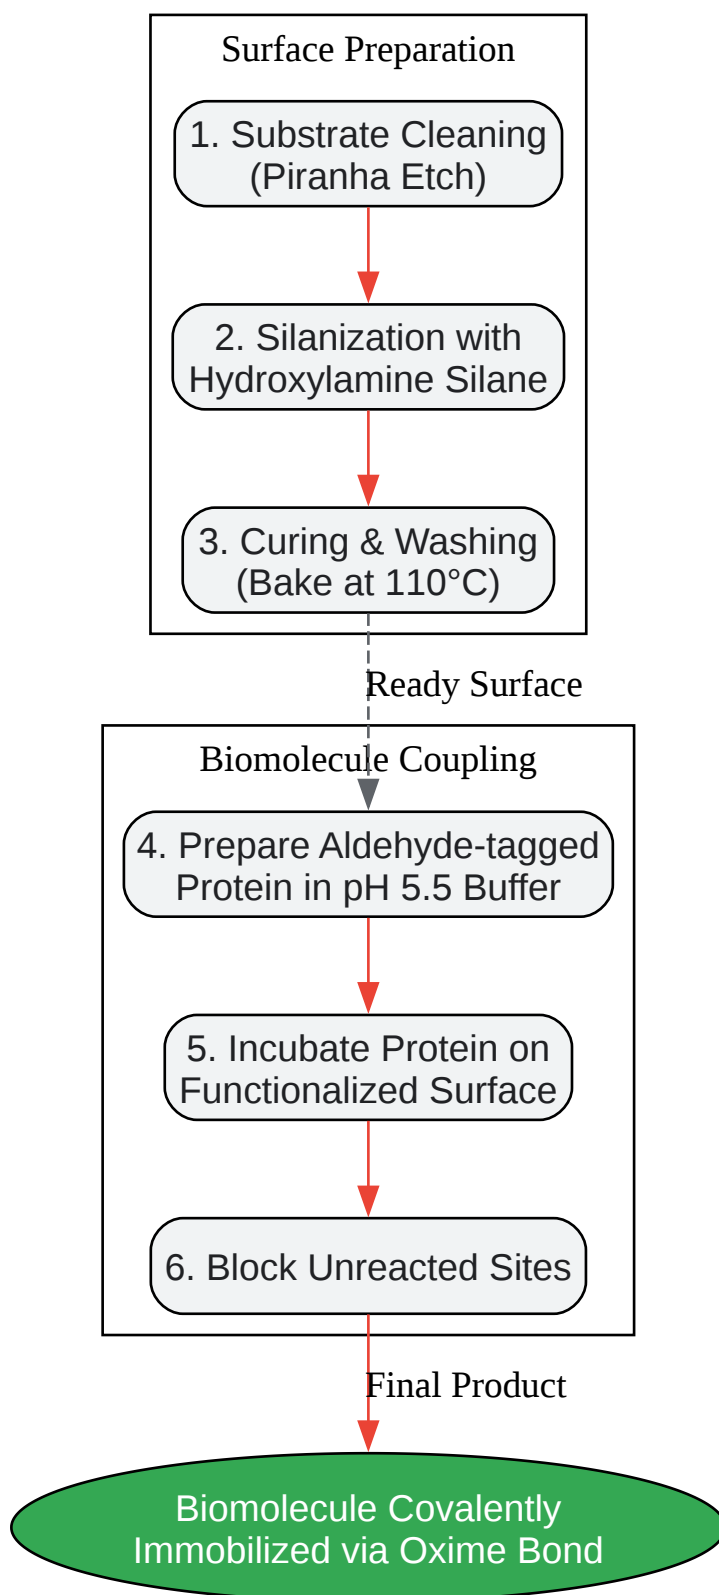 Surface Preparation
1. Substrate Cleaning
(Piranha Etch)
2. Silanization with
Hydroxylamine Silane
3. Curing & Washing
(Bake at 110°C)
Ready Surface
Biomolecule Coupling
4. Prepare Aldehyde-tagged
Protein in pH 5.5 Buffer
5. Incubate Protein on
Functionalized Surface
6. Block Unreacted Sites
Final Product
Biomolecule Covalently
Immobilized via Oxime Bond